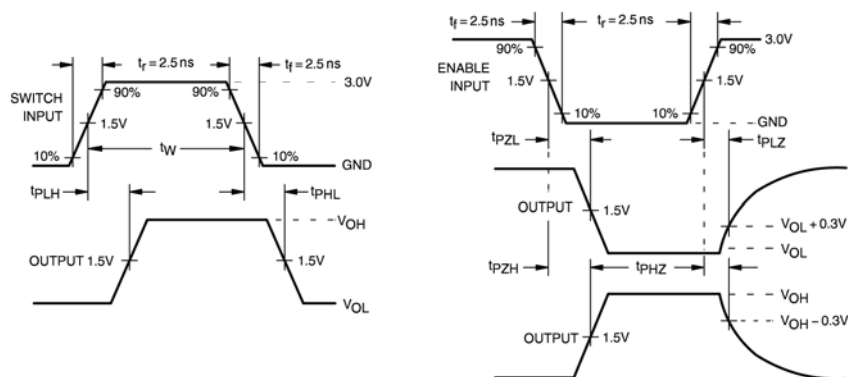 tr = 2.5 ns
tf = 2.5 ns
3.0V
90%
90%
SWITCH
INPUT
1.5V
1.5V
tW
10%
10%
GND
tPLH
tPHL
VOH
OUTPUT 1.5V
1.5V
VOL
tf = 2.5 ns
tr = 2.5 ns
3.0V
90%
90%
ENABLE
INPUT
1.5V
1.5V
10%
10%
GND
tPZL
tPLZ
OUTPUT
1.5V
VOL + 0.3V
VOL
tPZH
tPHZ
VOH
VOH – 0.3V
OUTPUT
1.5V